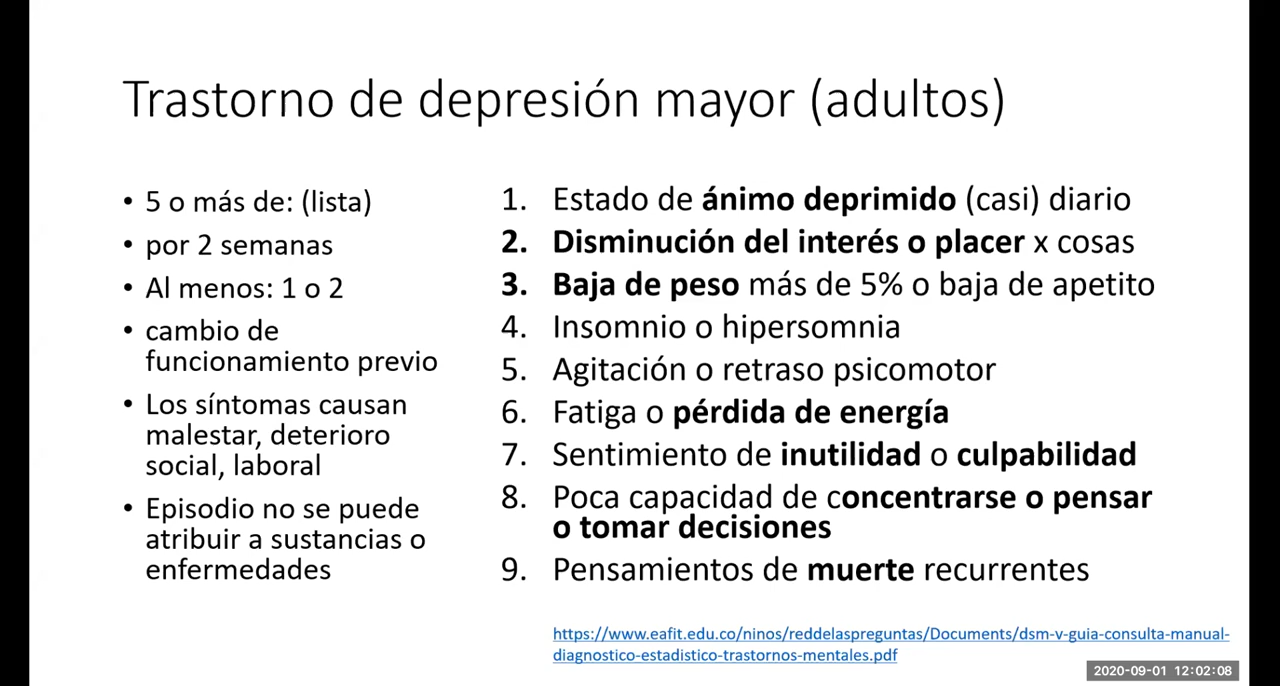 Trastorno de depresión mayor (adultos)
• 5 o más de: (lista)
• por 2 semanas
• Al menos: 1 o 2
• cambio de
funcionamiento previo
• Los síntomas causan
malestar, deterioro
social, laboral
• Episodio no se puede
atribuir a sustancias o
enfermedades
1. Estado de ánimo deprimido (casi) diario
2. Disminución del interés o placer x cosas
3. Baja de peso más de 5% o baja de apetito
4. Insomnio o hipersomnia
5. Agitación o retraso psicomotor
6. Fatiga o pérdida de energía
7. Sentimiento de inutilidad o culpabilidad
8. Poca capacidad de concentrarse o pensar
o tomar decisiones
9. Pensamientos de muerte recurrentes
https://www.eafit.edu.co/ninos/reddelaspreguntas/Documents/dsm-v-guia-consulta-manual-
diagnostico-estadistico-trastornos-mentales.pdf
2020-09-01 12:02:08